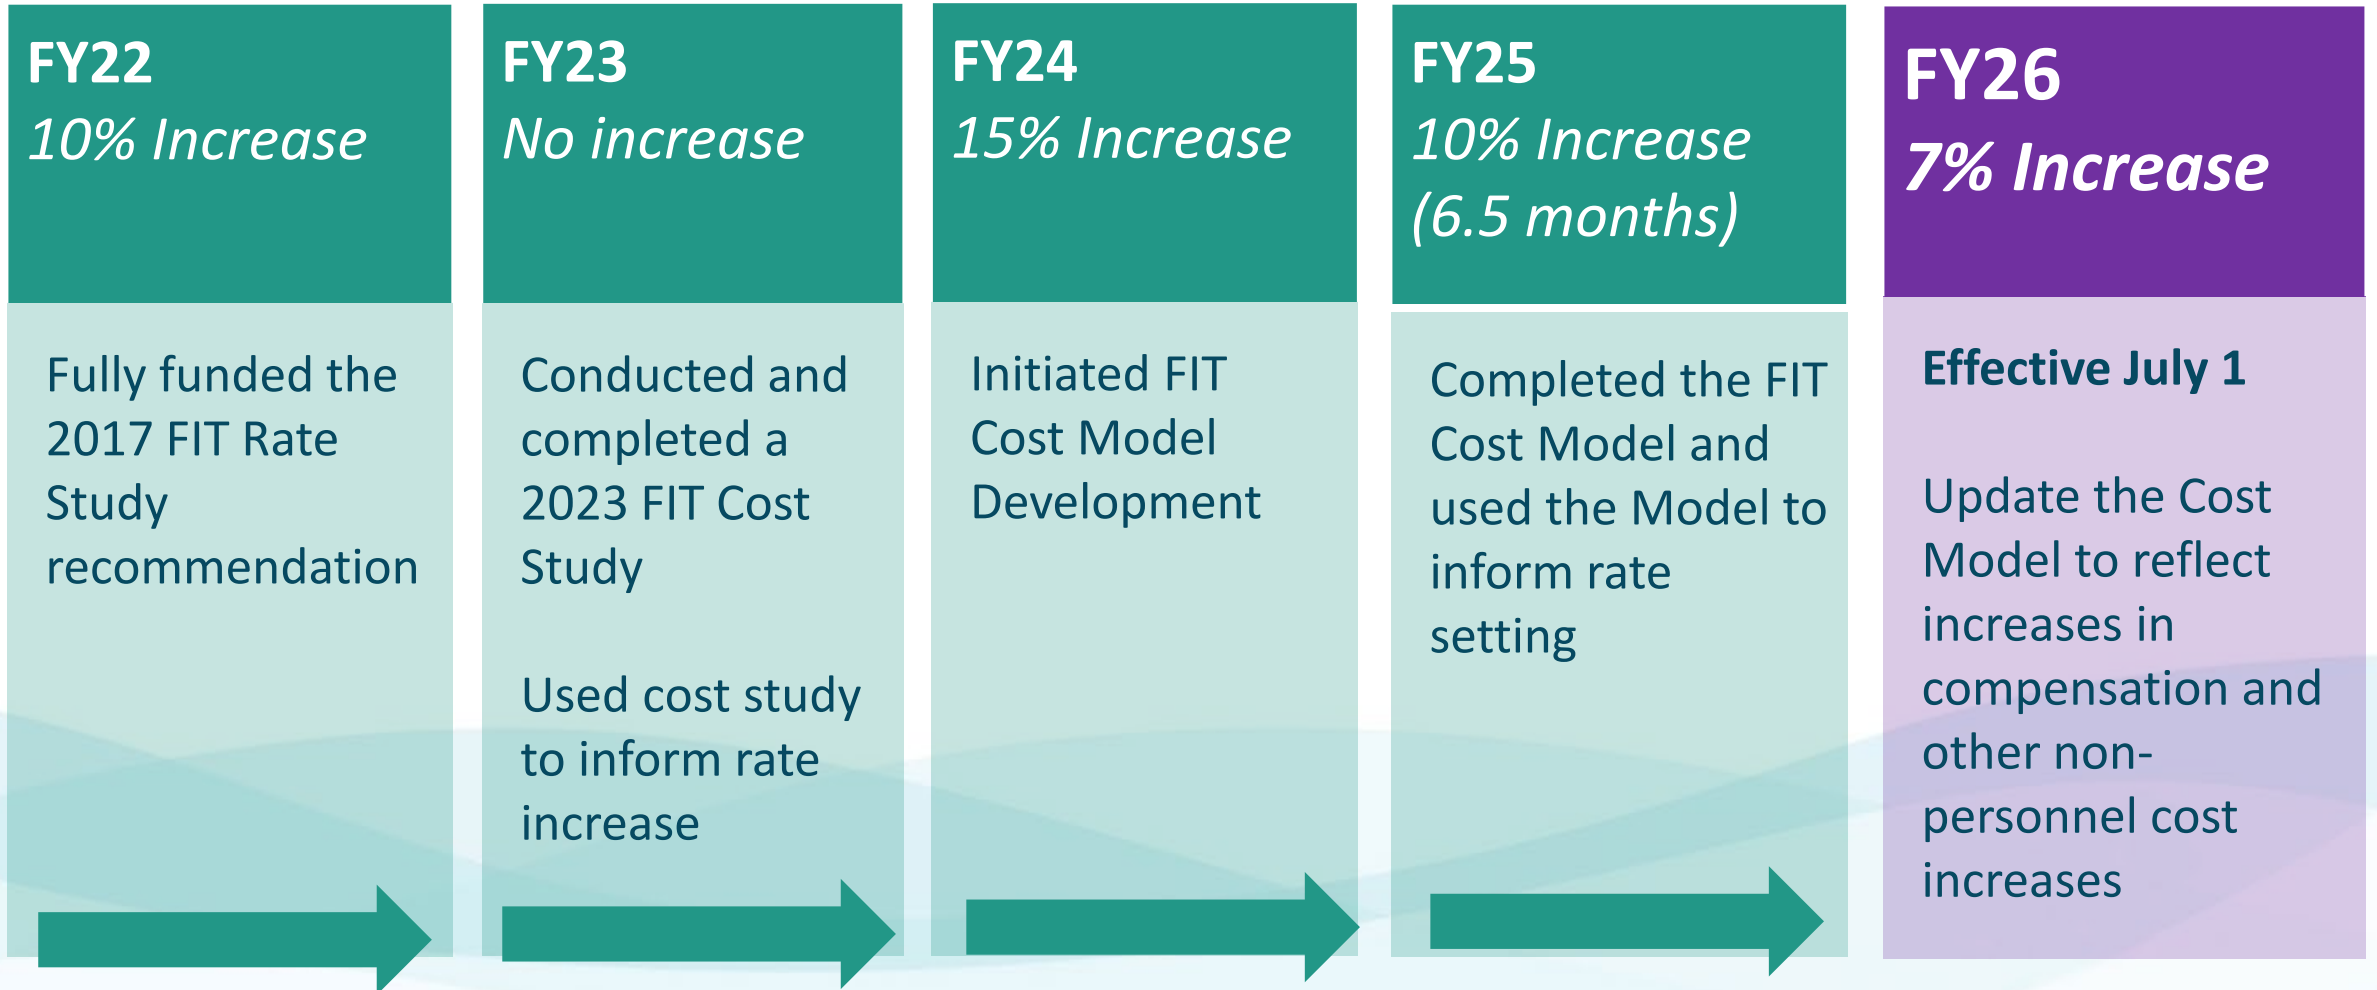 FY22
10% Increase
Fully funded the
2017 FIT Rate
Study
recommendation
FY23
No increase
Conducted and
completed a
2023 FIT Cost
Study
Used cost study
to inform rate
increase
FY24
15% Increase
Initiated FIT
Cost Model
Development
FY25
10% Increase
(6.5 months)
Completed the FIT
Cost Model and
used the Model to
inform rate
setting
FY26
7% Increase
Effective July 1
Update the Cost
Model to reflect
increases in
compensation and
other non-
personnel cost
increases